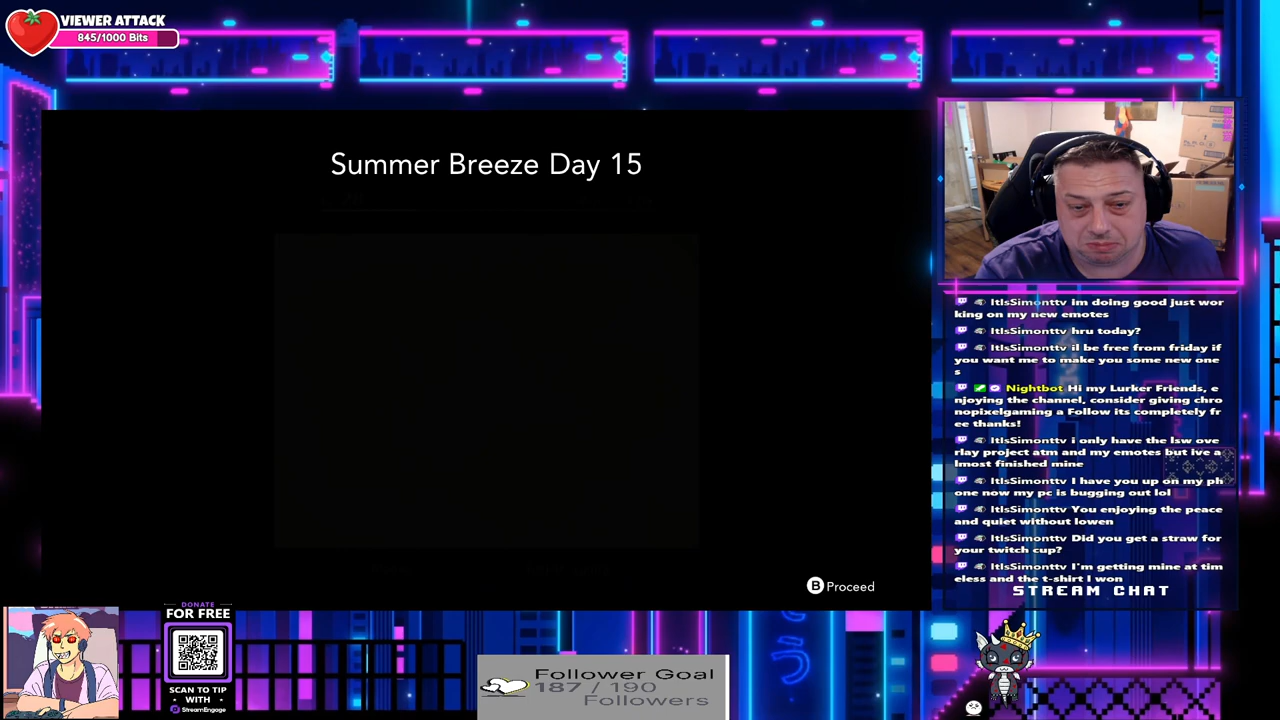 VIEWER ATTACK
845/1000 Bits
Summer Breeze Day 15
B Proceed
ItIsSimonttv im doing good just wor
king on my new emotes
ItIsSimonttv hru today?
ItIsSimonttv il be free from friday if
you want me to make you some new one
s
Nightbot Hi my Lurker Friends, e
njoying the channel, consider giving chro
nopixelgaming a Follow its completely fr
ee thanks!
ItIsSimonttv i only have the lsw ove
rlay project atm and my emotes but ive a
lmost finished mine
ItIsSimonttv I have you up on my ph
one now my pc is bugging out lol
ItIsSimonttv You enjoying the peace
and quiet without lowen
ItIsSimonttv Did you get a straw for
your twitch cup?
ItIsSimonttv I'm getting mine at tim
eless and the t-shirt I won
STREAM CHAT
DONATE
FOR FREE
SCAN TO TIP
WITH
StreamEngage
Follower Goal
187 / 190
Followers
う